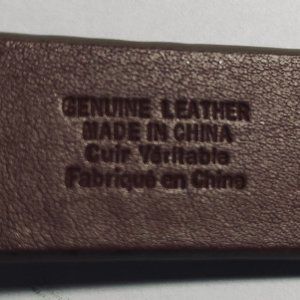 GENUINE LEATHER
MADE IN CHINA
Cuir Véritable
Fabriqué en Chine